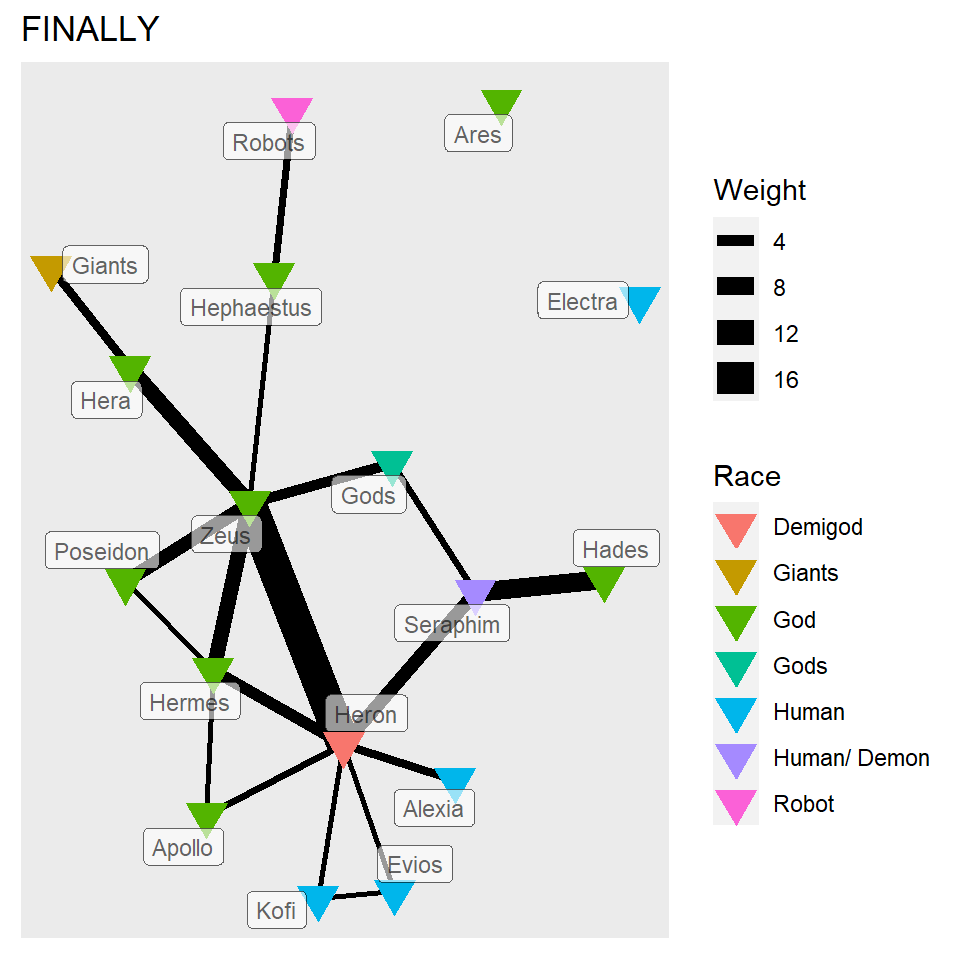 FINALLY
Robots
Ares
Giants
Hephaestus
Electra
Hera
Gods
Zeus
Poseidon
Hades
Seraphim
Hermes
Heron
Alexia
Apollo
Evios
Kofi
Weight
4
8
12
16
Race
Demigod
Giants
God
Gods
Human
Human/ Demon
Robot